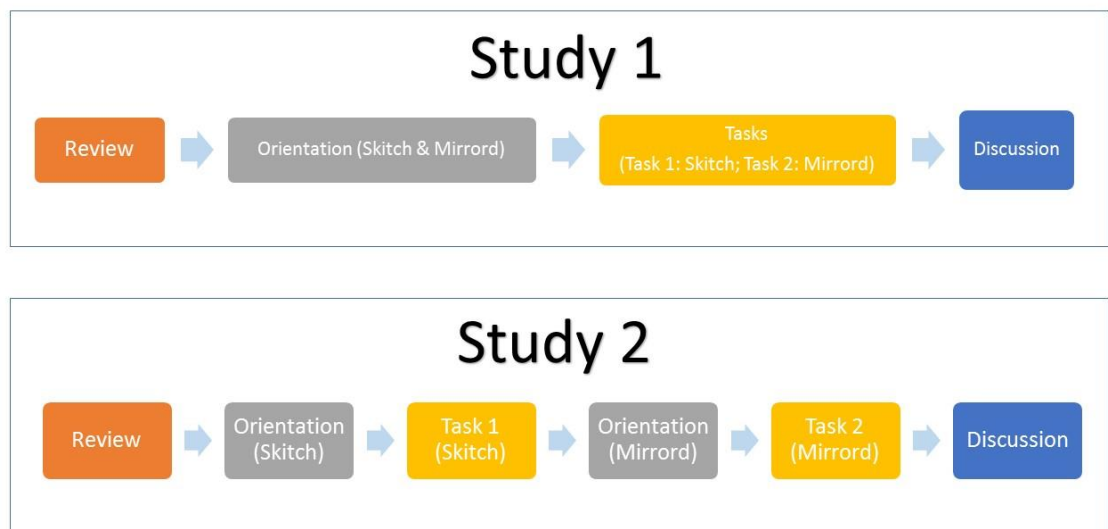 Study 1
Review
Orientation (Skitch & Mirrord)
Tasks
(Task 1: Skitch; Task 2: Mirrord)
Discussion
Study 2
Review
Orientation
(Skitch)
Task 1
(Skitch)
Orientation
(Mirrord)
Task 2
(Mirrord)
Discussion